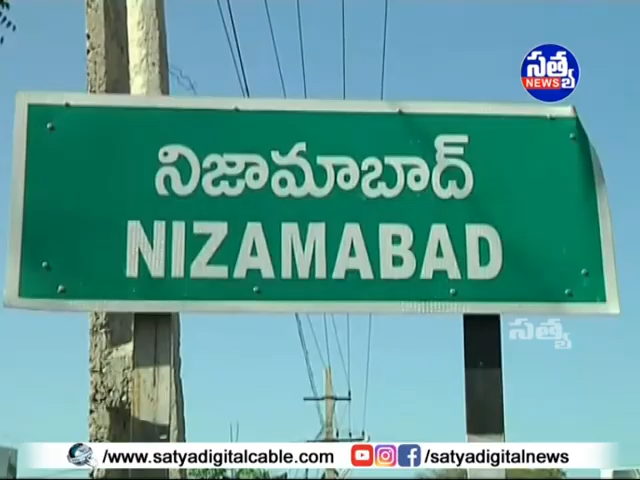 సత్య
NEWS
నిజామాబాద్
NIZAMABAD
సత్య
/www.satyadigitalcable.com/
/satyadigitalnews